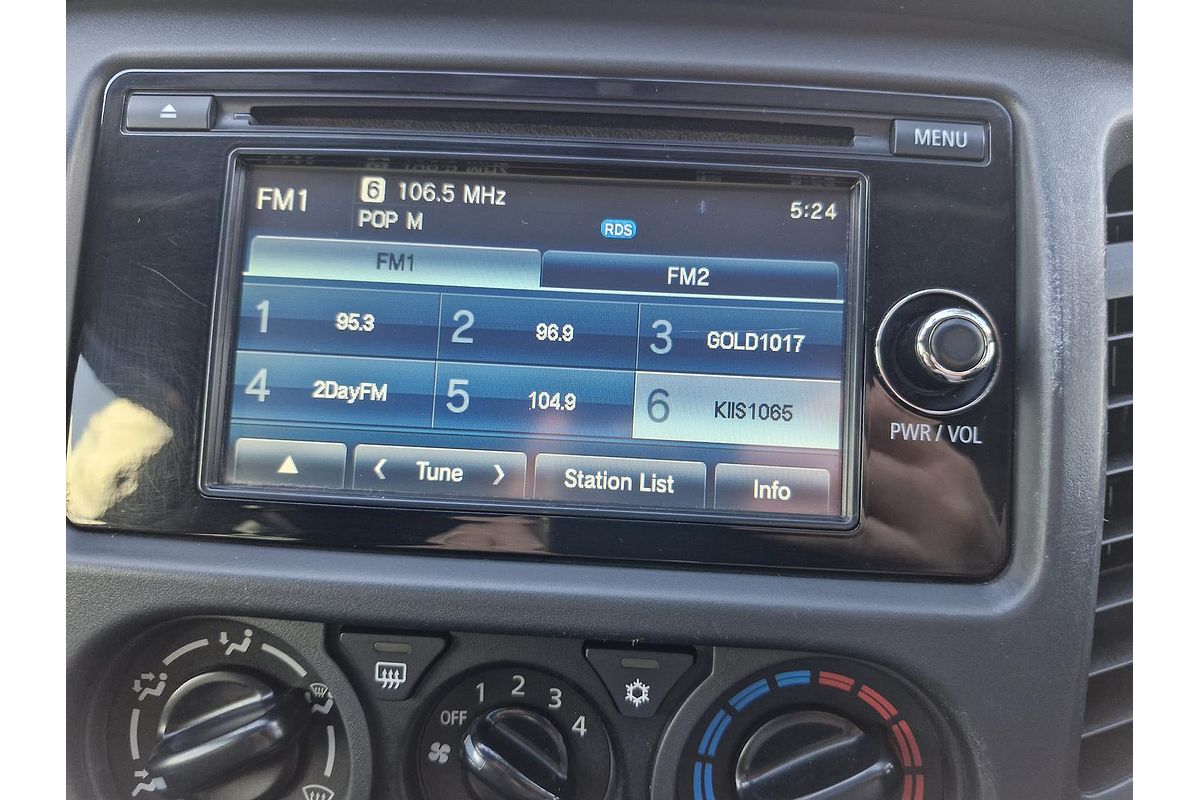 MENU
FM1
6 106.5 MHz
POP M
RDS
5:24
FM1 FM2
1 95.3 2 96.9 3 GOLD1017
4 2DayFM 5 104.9 6 KIIS1065
Tune Station List Info
PWR / VOL
OFF 1 2 3 4